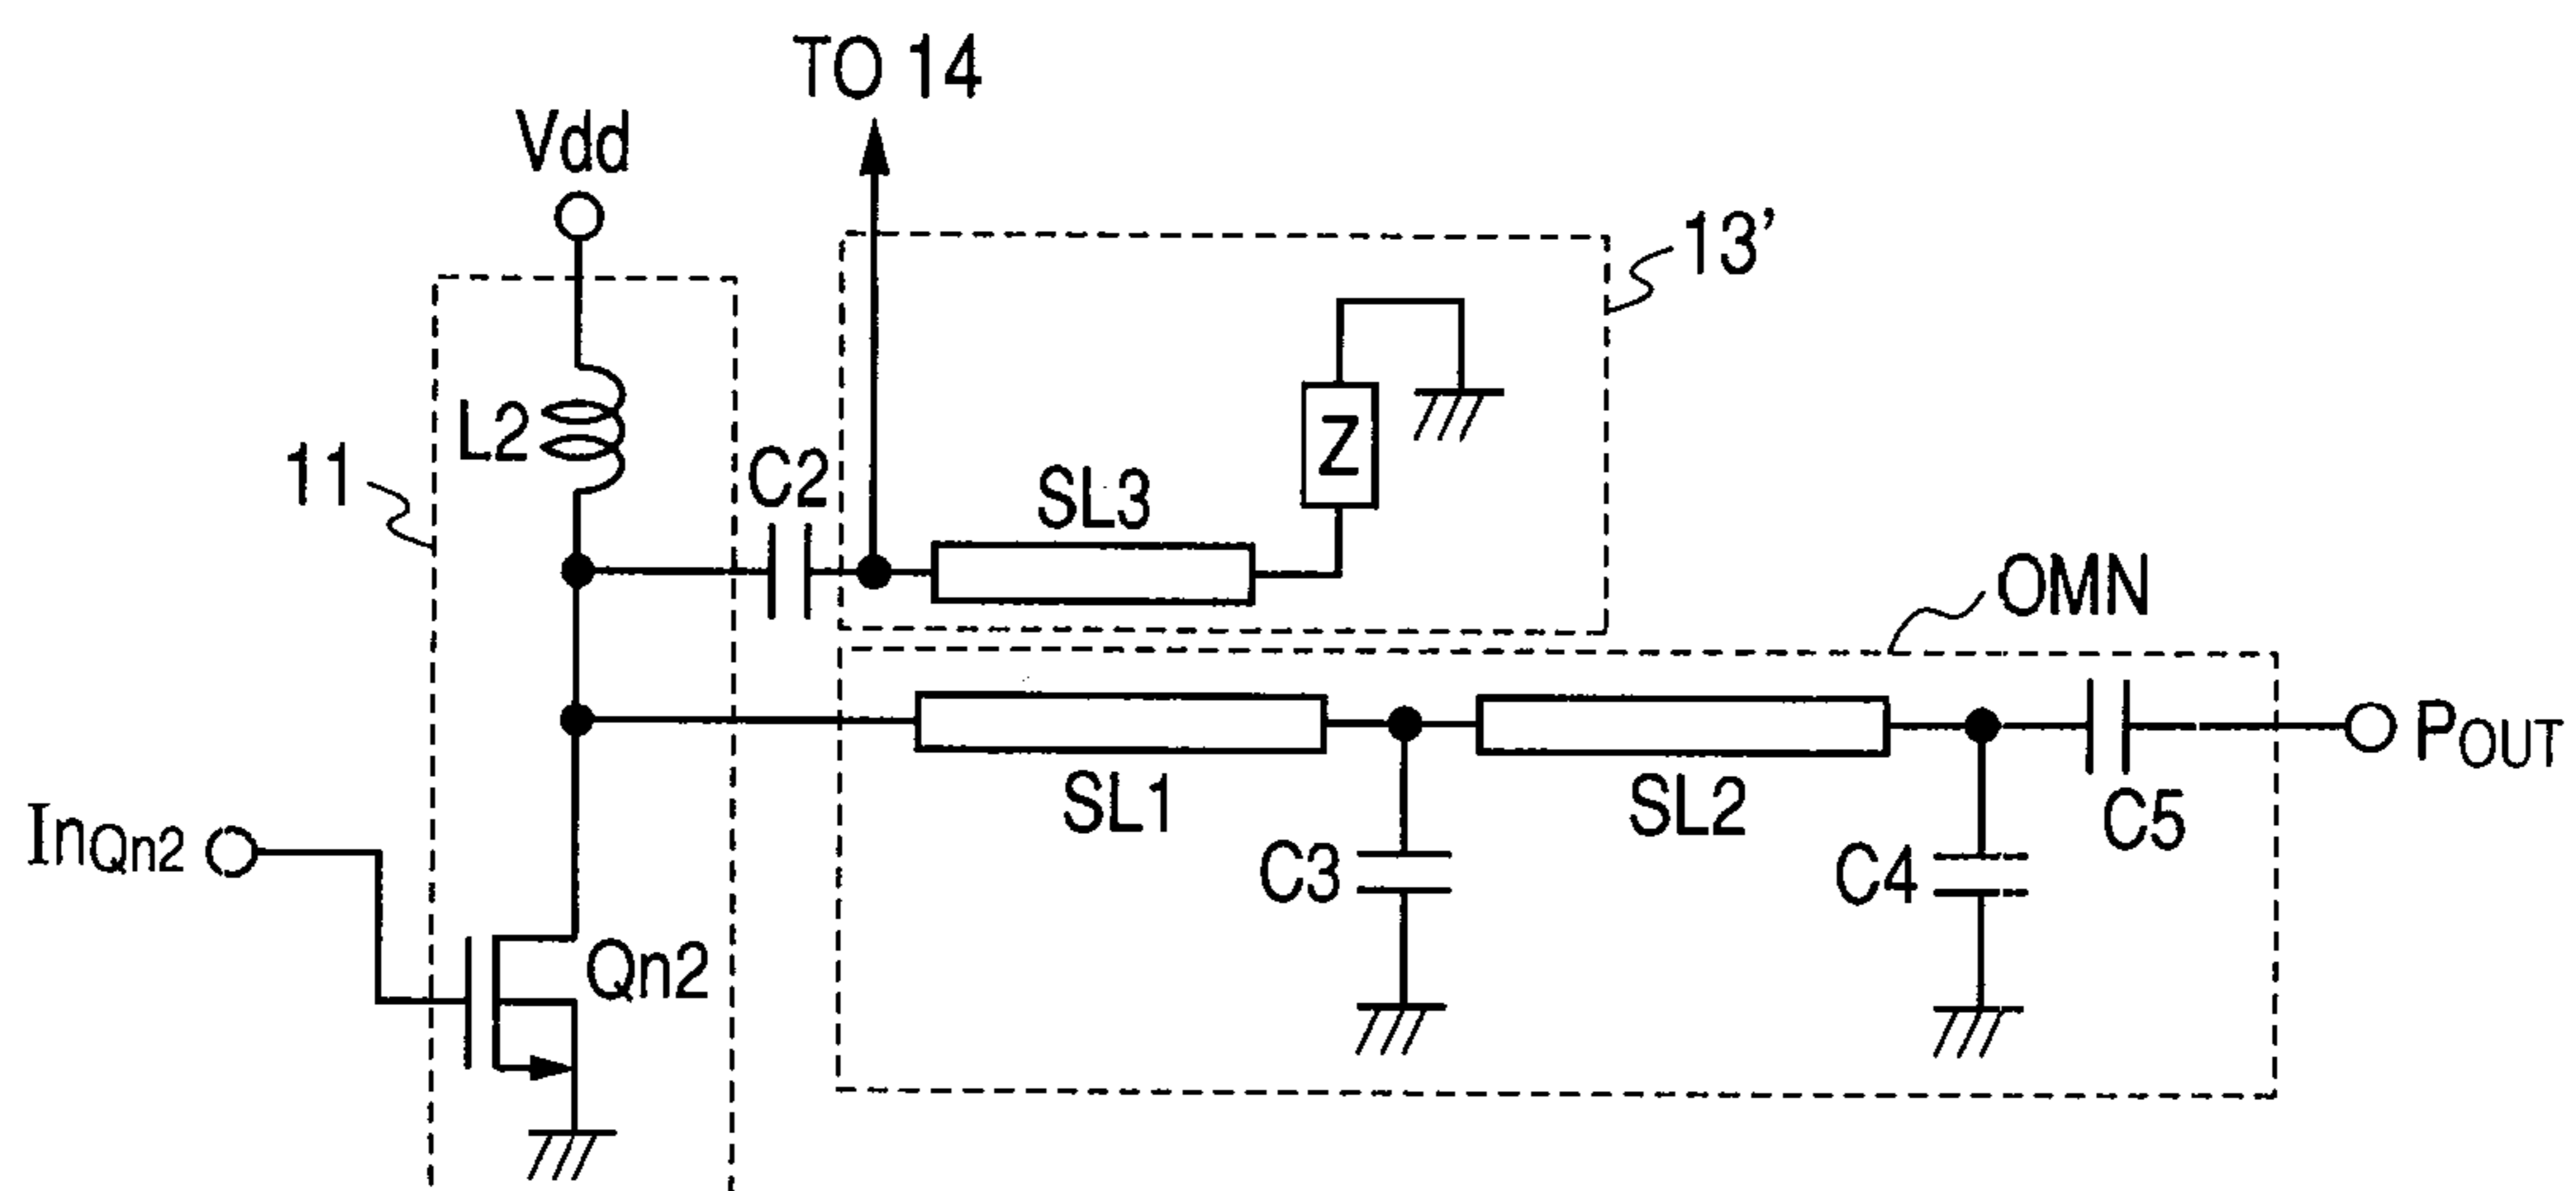 TO 14
Vdd
13’
L2
11
C2
SL3
Z
OMN
SL1
SL2
POUT
C5
InQn2
C3
C4
Qn2